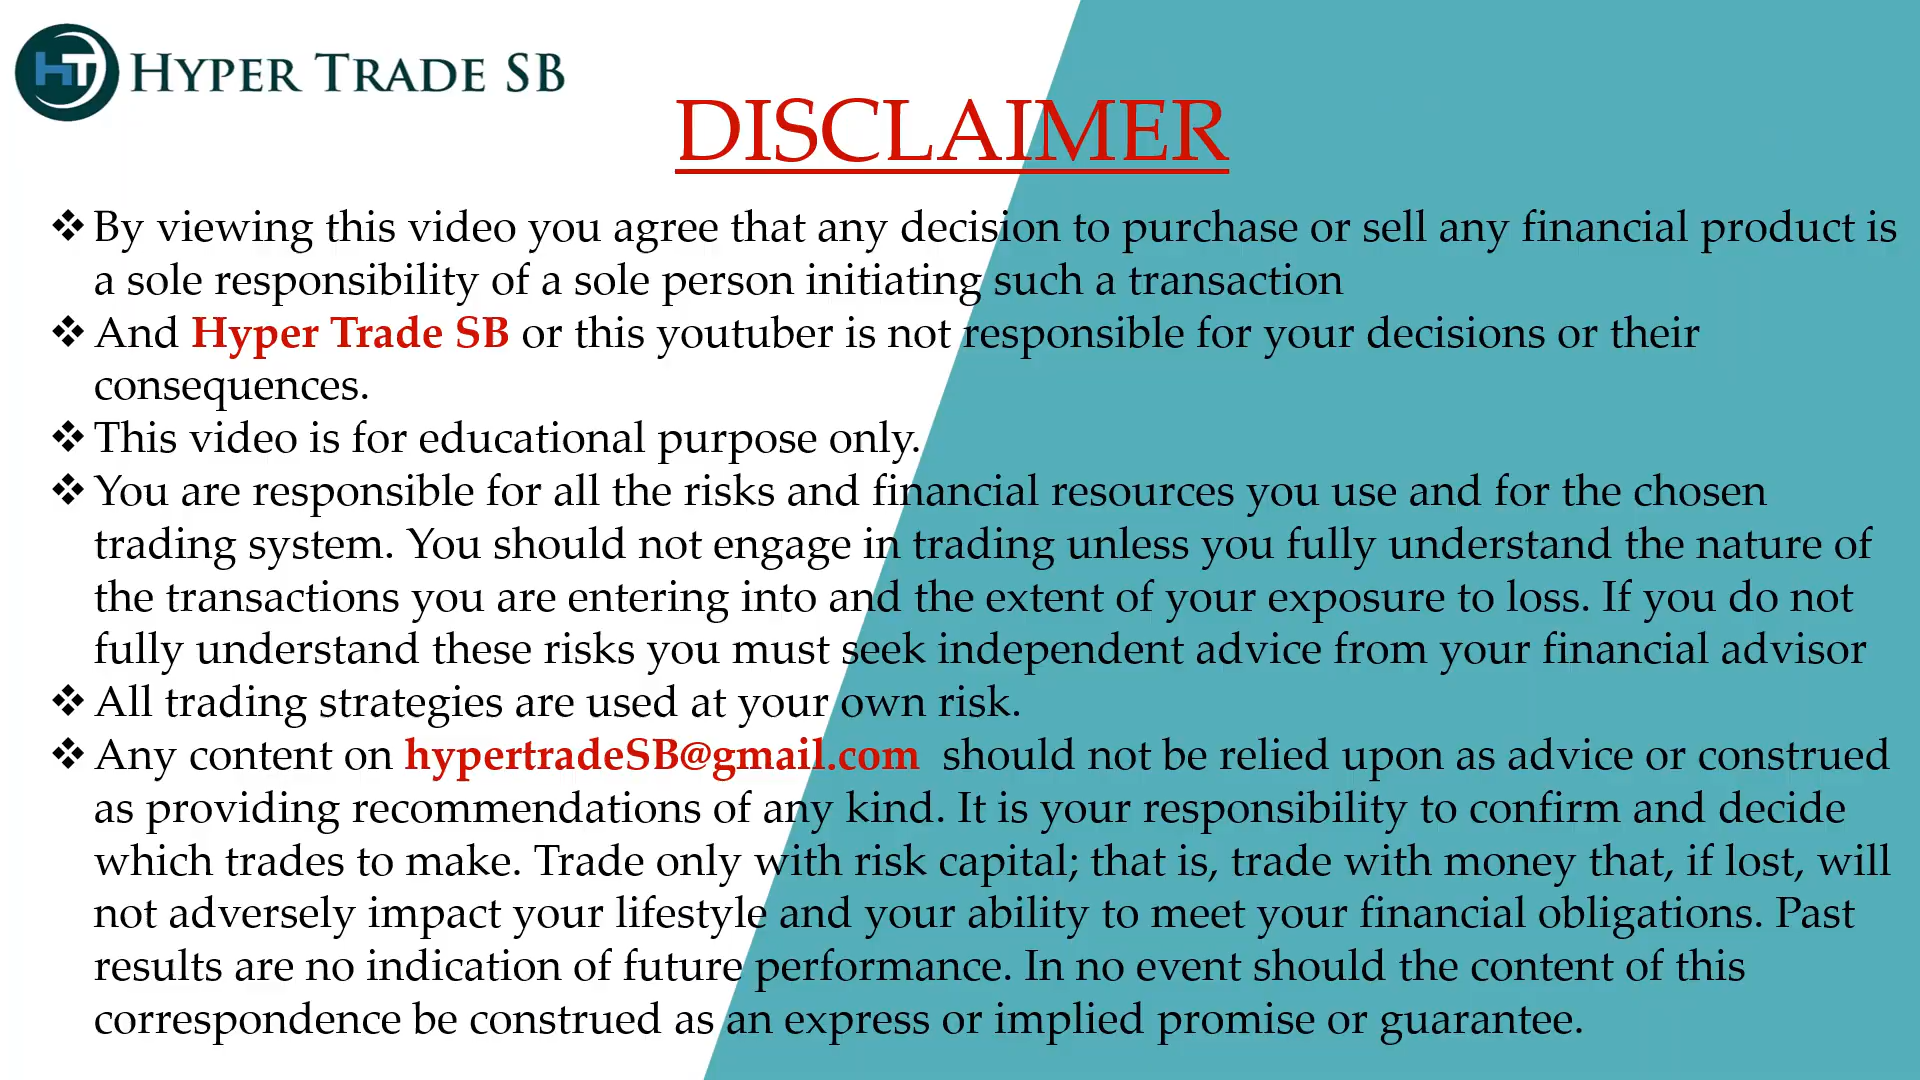 HT HYPER TRADE SB
DISCLAIMER
❖ By viewing this video you agree that any decision to purchase or sell any financial product is
a sole responsibility of a sole person initiating such a transaction
❖ And Hyper Trade SB or this youtuber is not responsible for your decisions or their
consequences.
❖ This video is for educational purpose only.
❖ You are responsible for all the risks and financial resources you use and for the chosen
trading system. You should not engage in trading unless you fully understand the nature of
the transactions you are entering into and the extent of your exposure to loss. If you do not
fully understand these risks you must seek independent advice from your financial advisor
❖ All trading strategies are used at your own risk.
❖ Any content on hypertradeSB@gmail.com should not be relied upon as advice or construed
as providing recommendations of any kind. It is your responsibility to confirm and decide
which trades to make. Trade only with risk capital; that is, trade with money that, if lost, will
not adversely impact your lifestyle and your ability to meet your financial obligations. Past
results are no indication of future performance. In no event should the content of this
correspondence be construed as an express or implied promise or guarantee.